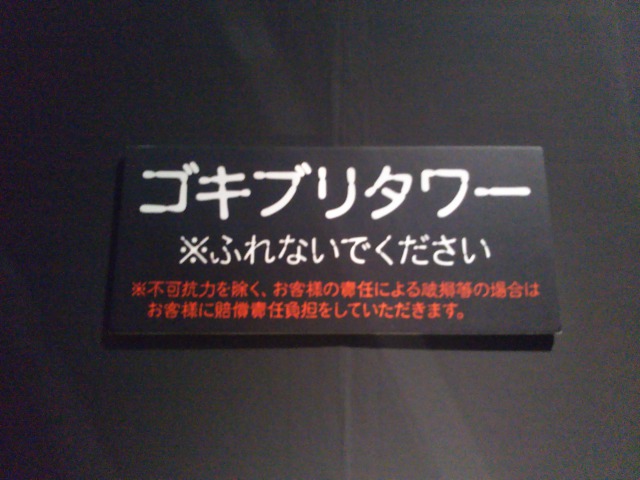 ゴキブリタワー
※ふれないでください
※不可抗力を除く、お客様の責任による破損等の場合は
お客様に賠償責任負担をしていただきます。